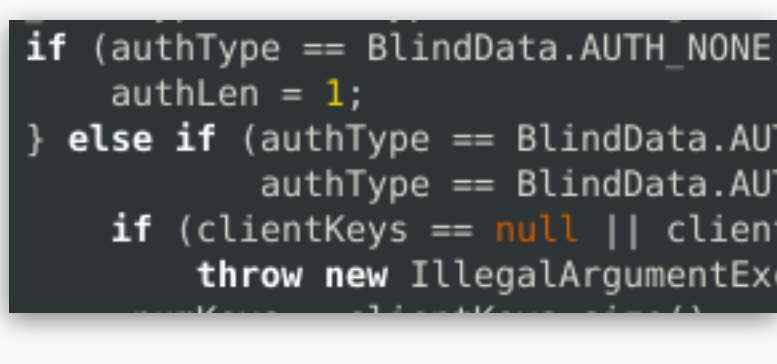 if (authType == BlindData.AUTH_NONE
authLen = 1;
} else if (authType == BlindData.AU
authType == BlindData.AU
if (clientKeys == null || clien
throw new IllegalArgumentEx